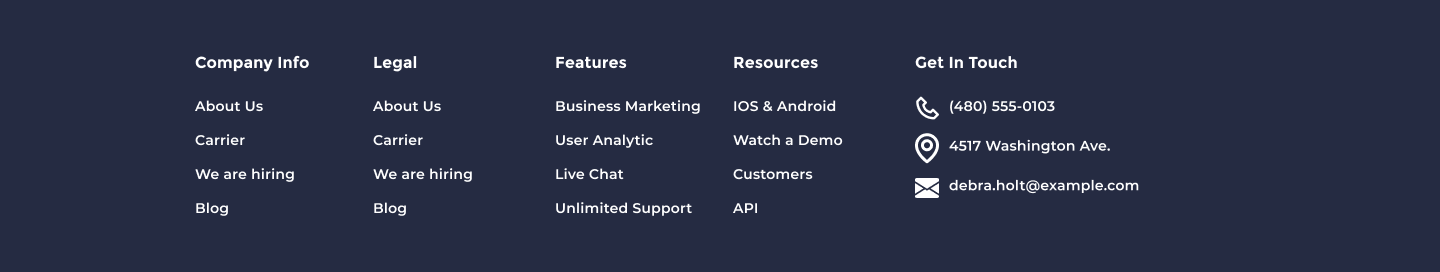 Company Info
About Us
Carrier
We are hiring
Blog
Legal
About Us
Carrier
We are hiring
Blog
Features
Business Marketing
User Analytic
Live Chat
Unlimited Support
Resources
IOS & Android
Watch a Demo
Customers
API
Get In Touch
(480) 555-0103
4517 Washington Ave.
debra.holt@example.com